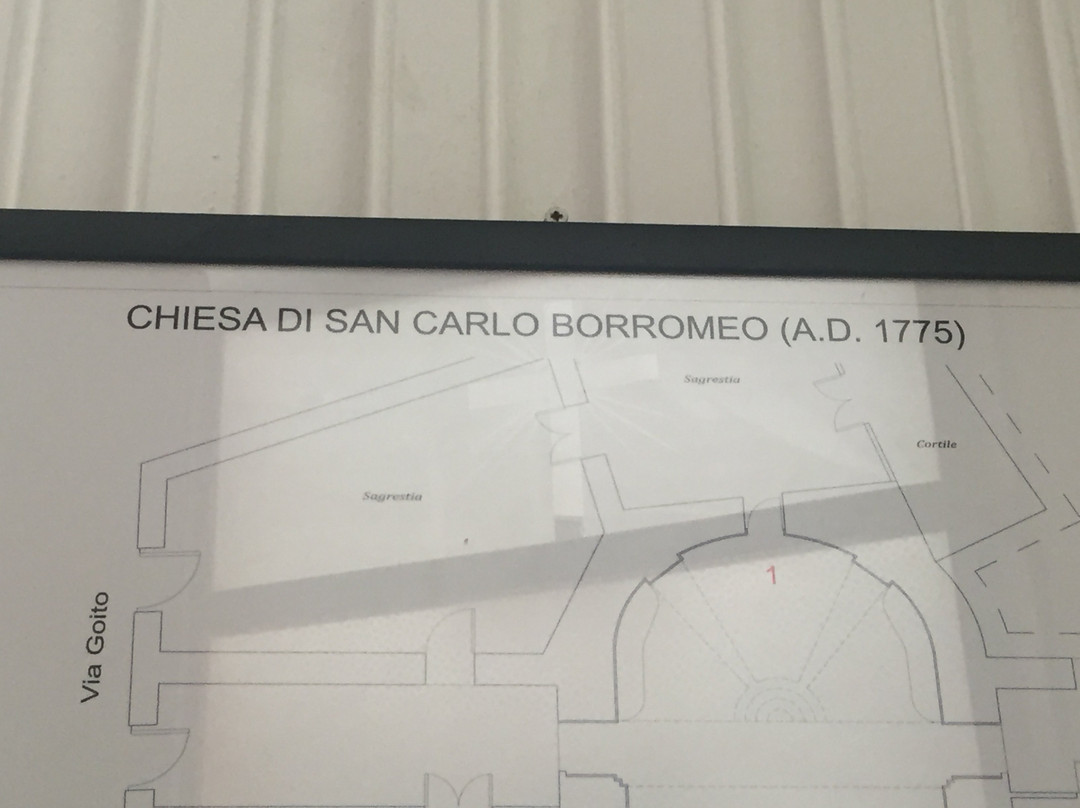 CHIESA DI SAN CARLO BORROMEO (A.D. 1775)
Sagrestia
Cortile
Sagrestia
1
Via Goito